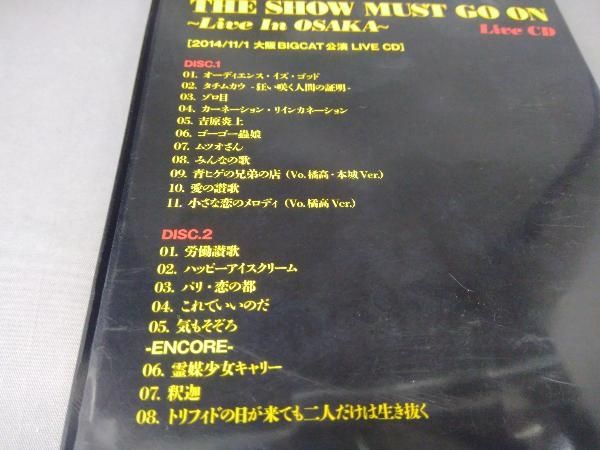 THE SHOW MUST GO ON
~Live In OSAKA~ Live CD
[2014/11/1 大阪BIGCAT公演 LIVE CD]
DISC.1
01. オーディエンス・イズ・ゴッド
02. タチムカウ -狂い咲く人間の証明-
03. ゾロ目
04. カーネーション・リインカネーション
05. 吉原炎上
06. ゴーゴー蟲娘
07. ムツオさん
08. みんなの歌
09. 青ヒゲの兄弟の店 (Vo.橘高・本城Ver.)
10. 愛の讃歌
11. 小さな恋のメロディ (Vo.橘高Ver.)
DISC.2
01. 労働讃歌
02. ハッピーアイスクリーム
03. パリ・恋の都
04. これでいいのだ
05. 気もそぞろ
-ENCORE-
06. 霊媒少女キャリー
07. 釈迦
08. トリフィドの日が来ても二人だけは生き抜く